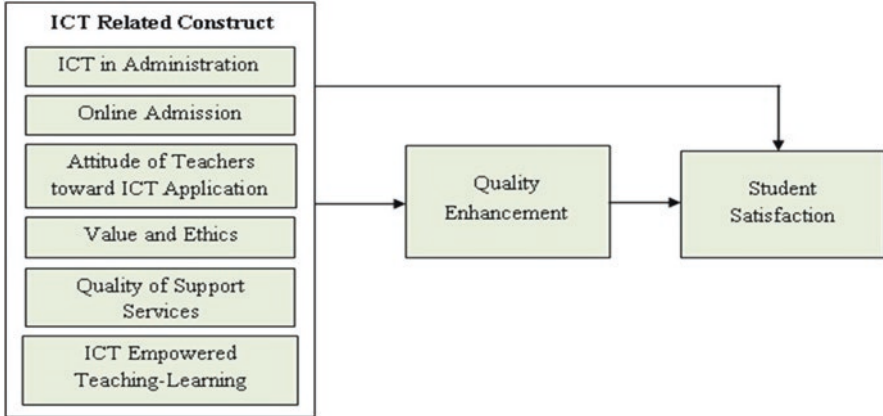 ICT Related Construct
ICT in Administration
Online Admission
Attitude of Teachers
toward ICT Application
Value and Ethics
Quality of Support
Services
ICT Empowered
Teaching-Learning
Quality
Enhancement
Student
Satisfaction